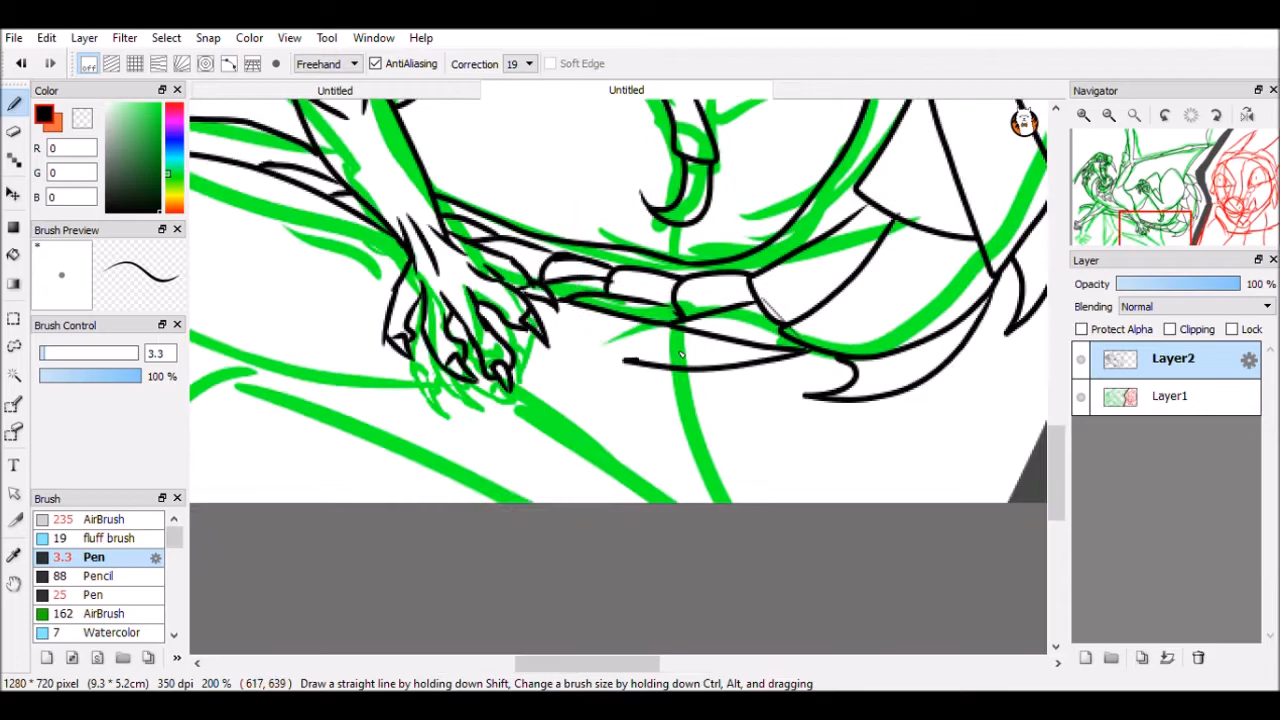 File Edit Layer Filter Select Snap Color View Tool Window Help
off Freehand AntiAliasing Correction 19 Soft Edge
Color
Untitled
Untitled
Navigator
R 0
G 0
B 0
Brush Preview
*
Brush Control
3.3
100 %
Layer
Opacity 100 %
Blending Normal
Protect Alpha Clipping Lock
Layer2
Layer1
Brush
235 AirBrush
19 fluff brush
3.3 Pen
88 Pencil
25 Pen
162 AirBrush
7 Watercolor
T
1280 * 720 pixel (9.3 * 5.2cm) 350 dpi 200 % ( 617, 639 ) Draw a straight line by holding down Shift, Change a brush size by holding down Ctrl, Alt, and dragging